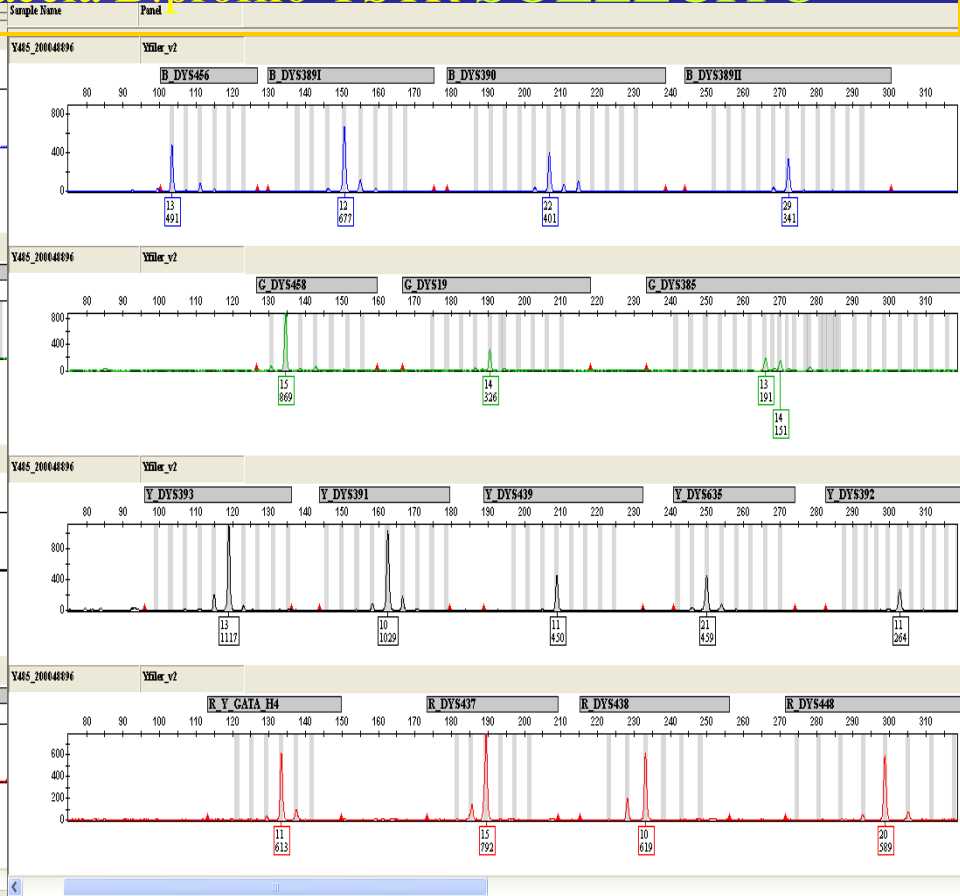 Sample Name Panel
Y485_200048896 Yfiler_v2
B_DYS456 B_DYS389I B_DYS390 B_DYS389II
80 90 100 110 120 130 140 150 160 170 180 190 200 210 220 230 240 250 260 270 280 290 300 310
800
400
0
13 12 22 29
491 677 401 341
Y485_200048896 Yfiler_v2
G_DYS458 G_DYS19 G_DYS385
80 90 100 110 120 130 140 150 160 170 180 190 200 210 220 230 240 250 260 270 280 290 300 310
800
400
0
15 14 13
869 326 191
14
151
Y485_200048896 Yfiler_v2
Y_DYS393 Y_DYS391 Y_DYS439 Y_DYS635 Y_DYS392
80 90 100 110 120 130 140 150 160 170 180 190 200 210 220 230 240 250 260 270 280 290 300 310
800
400
0
13 10 11 21 11
1117 1029 450 459 264
Y485_200048896 Yfiler_v2
R_Y_GATA_H4 R_DYS437 R_DYS438 R_DYS448
80 90 100 110 120 130 140 150 160 170 180 190 200 210 220 230 240 250 260 270 280 290 300 310
600
400
200
0
11 15 10 20
613 792 619 589